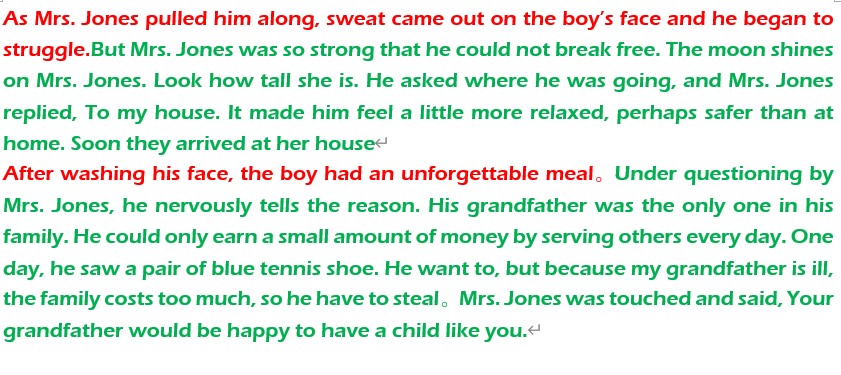 As Mrs. Jones pulled him along, sweat came out on the boy's face and he began to
struggle.But Mrs. Jones was so strong that he could not break free. The moon shines
on Mrs. Jones. Look how tall she is. He asked where he was going, and Mrs. Jones
replied, To my house. It made him feel a little more relaxed, perhaps safer than at
home. Soon they arrived at her house↵
After washing his face, the boy had an unforgettable meal。Under questioning by
Mrs. Jones, he nervously tells the reason. His grandfather was the only one in his
family. He could only earn a small amount of money by serving others every day. One
day, he saw a pair of blue tennis shoe. He want to, but because my grandfather is ill,
the family costs too much, so he have to steal。Mrs. Jones was touched and said, Your
grandfather would be happy to have a child like you.↵